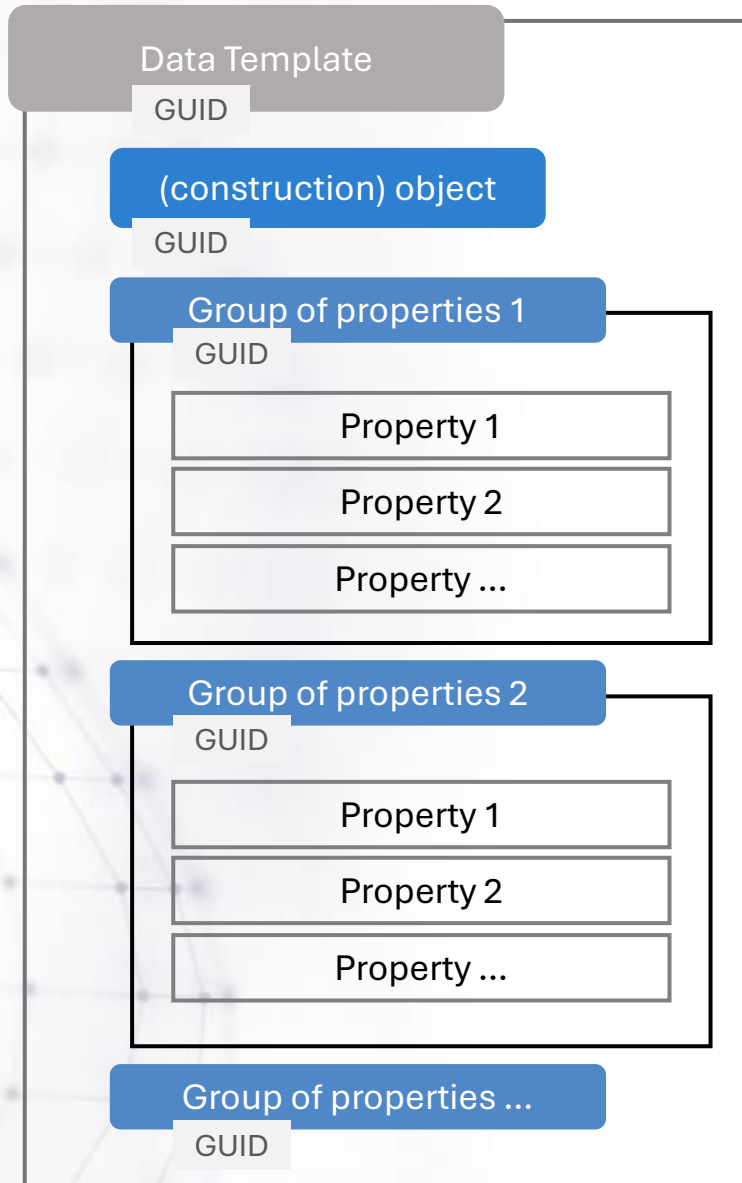 Data Template
GUID
(construction) object
GUID
Group of properties 1
GUID
Property 1
Property 2
Property ...
Group of properties 2
GUID
Property 1
Property 2
Property ...
Group of properties ...
GUID